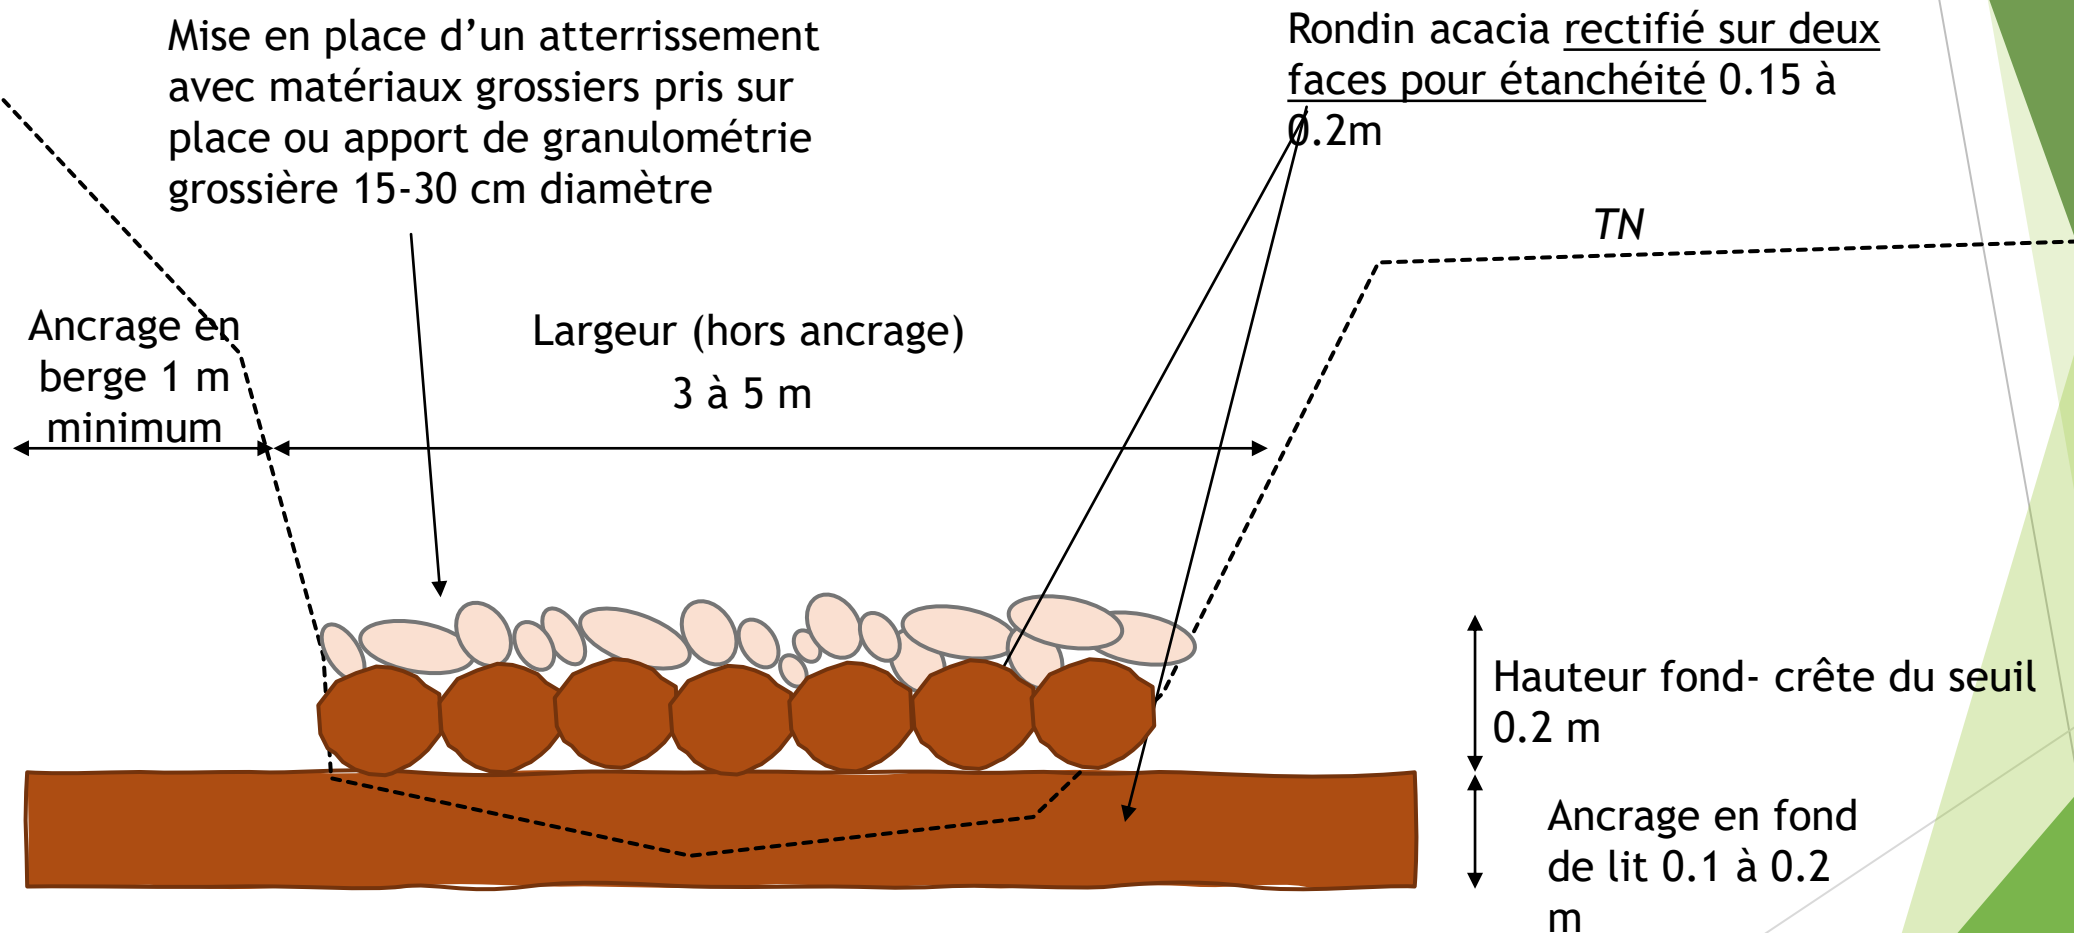 Mise en place d’un atterrissement
avec matériaux grossiers pris sur
place ou apport de granulométrie
grossière 15-30 cm diamètre
Rondin acacia rectifié sur deux
faces pour étanchéité 0.15 à
0.2m
TN
Ancrage en
berge 1 m
minimum
Largeur (hors ancrage)
3 à 5 m
Hauteur fond- crête du seuil
0.2 m
Ancrage en fond
de lit 0.1 à 0.2
m